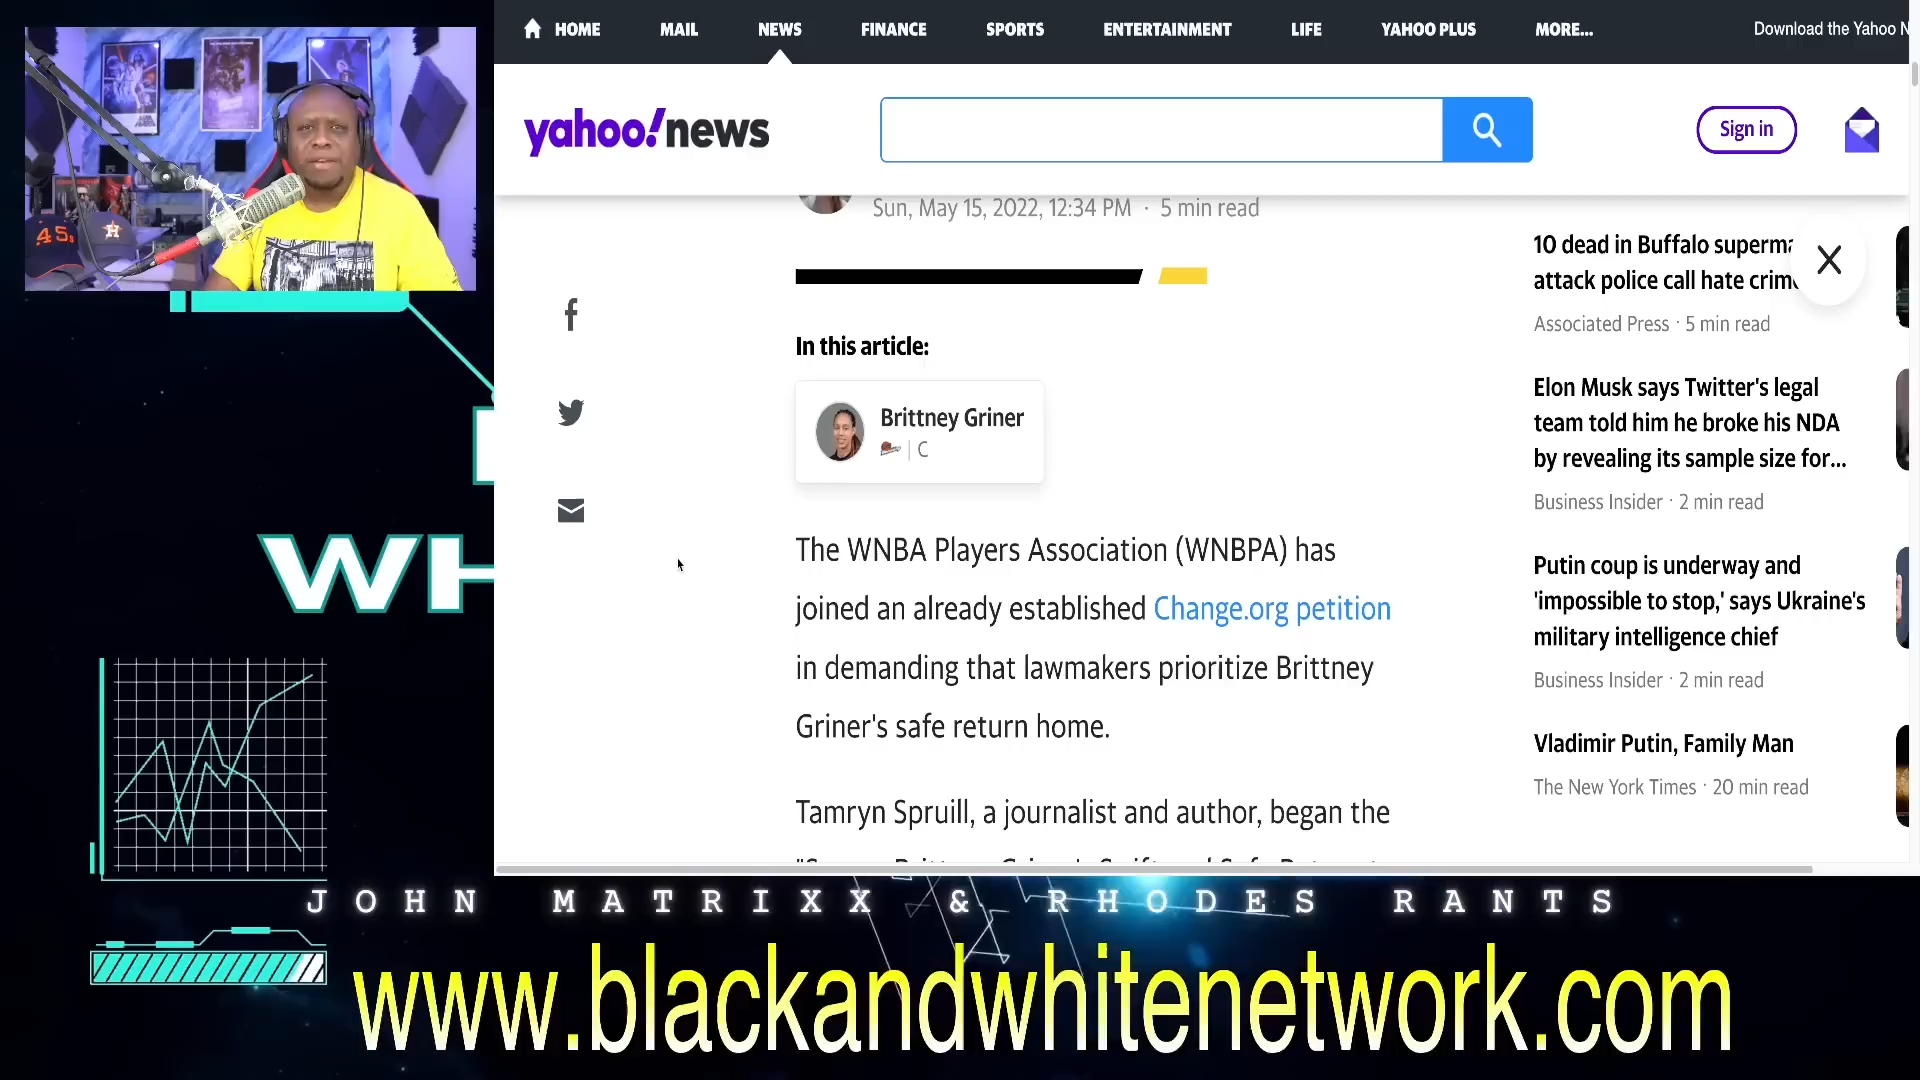 HOME MAIL NEWS FINANCE SPORTS ENTERTAINMENT LIFE YAHOO PLUS MORE...
Download the Yahoo N
yahoo!news
Sign in
Sun, May 15, 2022, 12:34 PM · 5 min read
In this article:
Brittney Griner
C
The WNBA Players Association (WNBPA) has
joined an already established Change.org petition
in demanding that lawmakers prioritize Brittney
Griner's safe return home.
Tamryn Spruill, a journalist and author, began the
10 dead in Buffalo superma
attack police call hate crim
Associated Press · 5 min read
Elon Musk says Twitter's legal
team told him he broke his NDA
by revealing its sample size for...
Business Insider · 2 min read
Putin coup is underway and
'impossible to stop,' says Ukraine's
military intelligence chief
Business Insider · 2 min read
Vladimir Putin, Family Man
The New York Times · 20 min read
45s
WH
JOHN MATRIXX & RHODES RANTS
www.blackandwhitenetwork.com